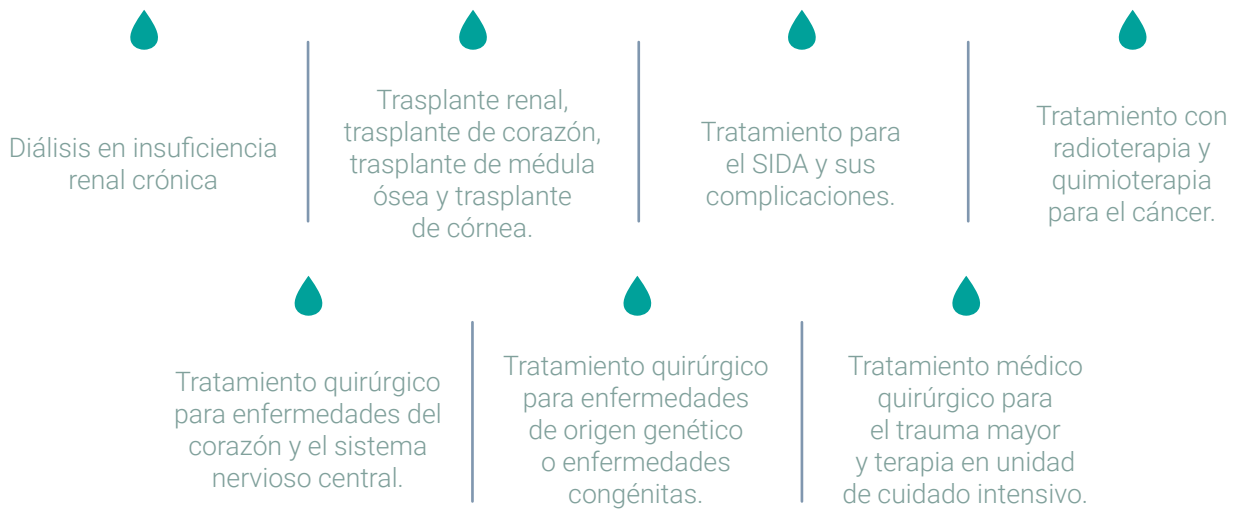 Diálisis en insuficiencia
renal crónica
Trasplante renal,
trasplante de corazón,
trasplante de médula
ósea y trasplante
de córnea.
Tratamiento para
el SIDA y sus
complicaciones.
Tratamiento con
radioterapia y
quimioterapia
para el cáncer.
Tratamiento quirúrgico
para enfermedades del
corazón y el sistema
nervioso central.
Tratamiento quirúrgico
para enfermedades
de origen genético
o enfermedades
congénitas.
Tratamiento médico
quirúrgico para
el trauma mayor
y terapia en unidad
de cuidado intensivo.